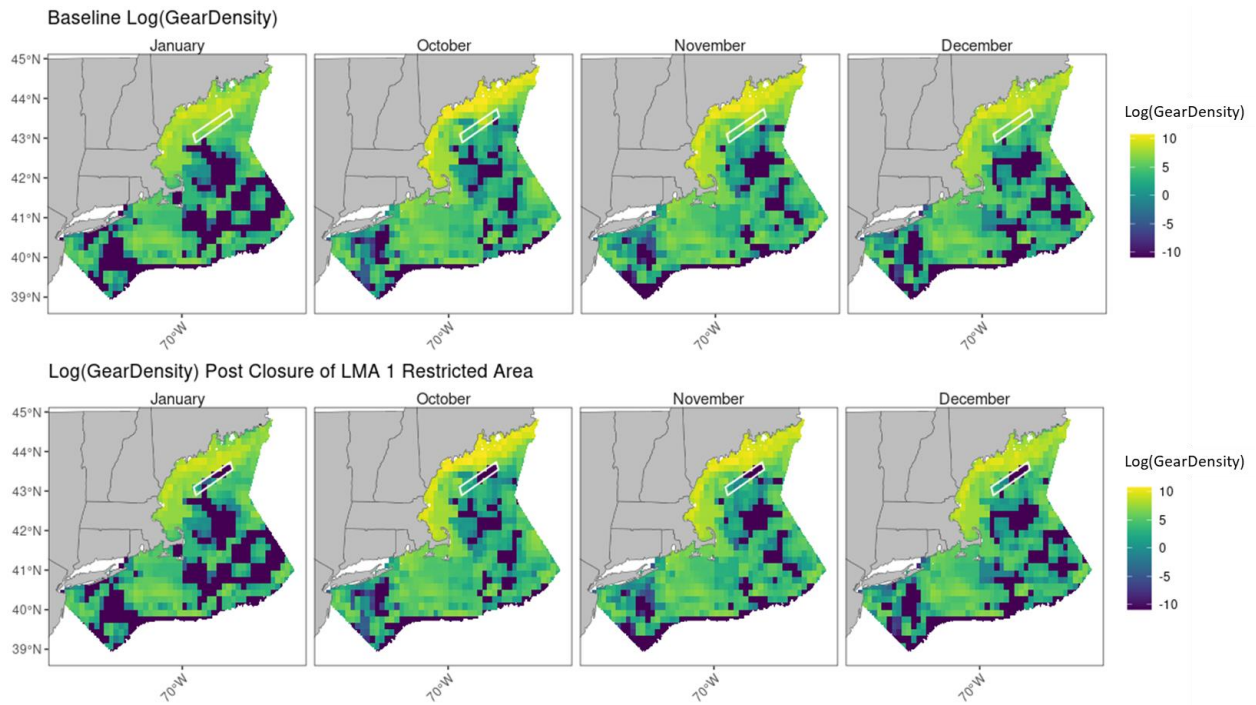 Baseline Log(GearDensity)
January October November December
45°N
44°N
43°N
42°N
41°N
40°N
39°N
70°W 70°W 70°W 70°W
Log(GearDensity)
10
5
0
-5
-10
Log(GearDensity) Post Closure of LMA 1 Restricted Area
January October November December
45°N
44°N
43°N
42°N
41°N
40°N
39°N
70°W 70°W 70°W 70°W
Log(GearDensity)
10
5
0
-5
-10